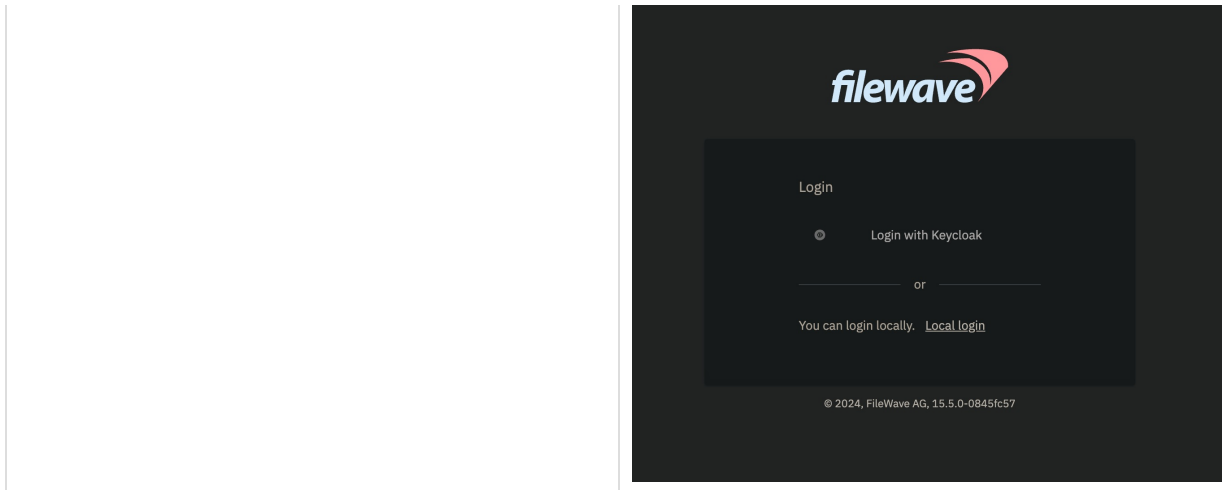 filewave
Login
Login with Keycloak
or
You can login locally. Local login
© 2024, FileWave AG, 15.5.0-0845fc57